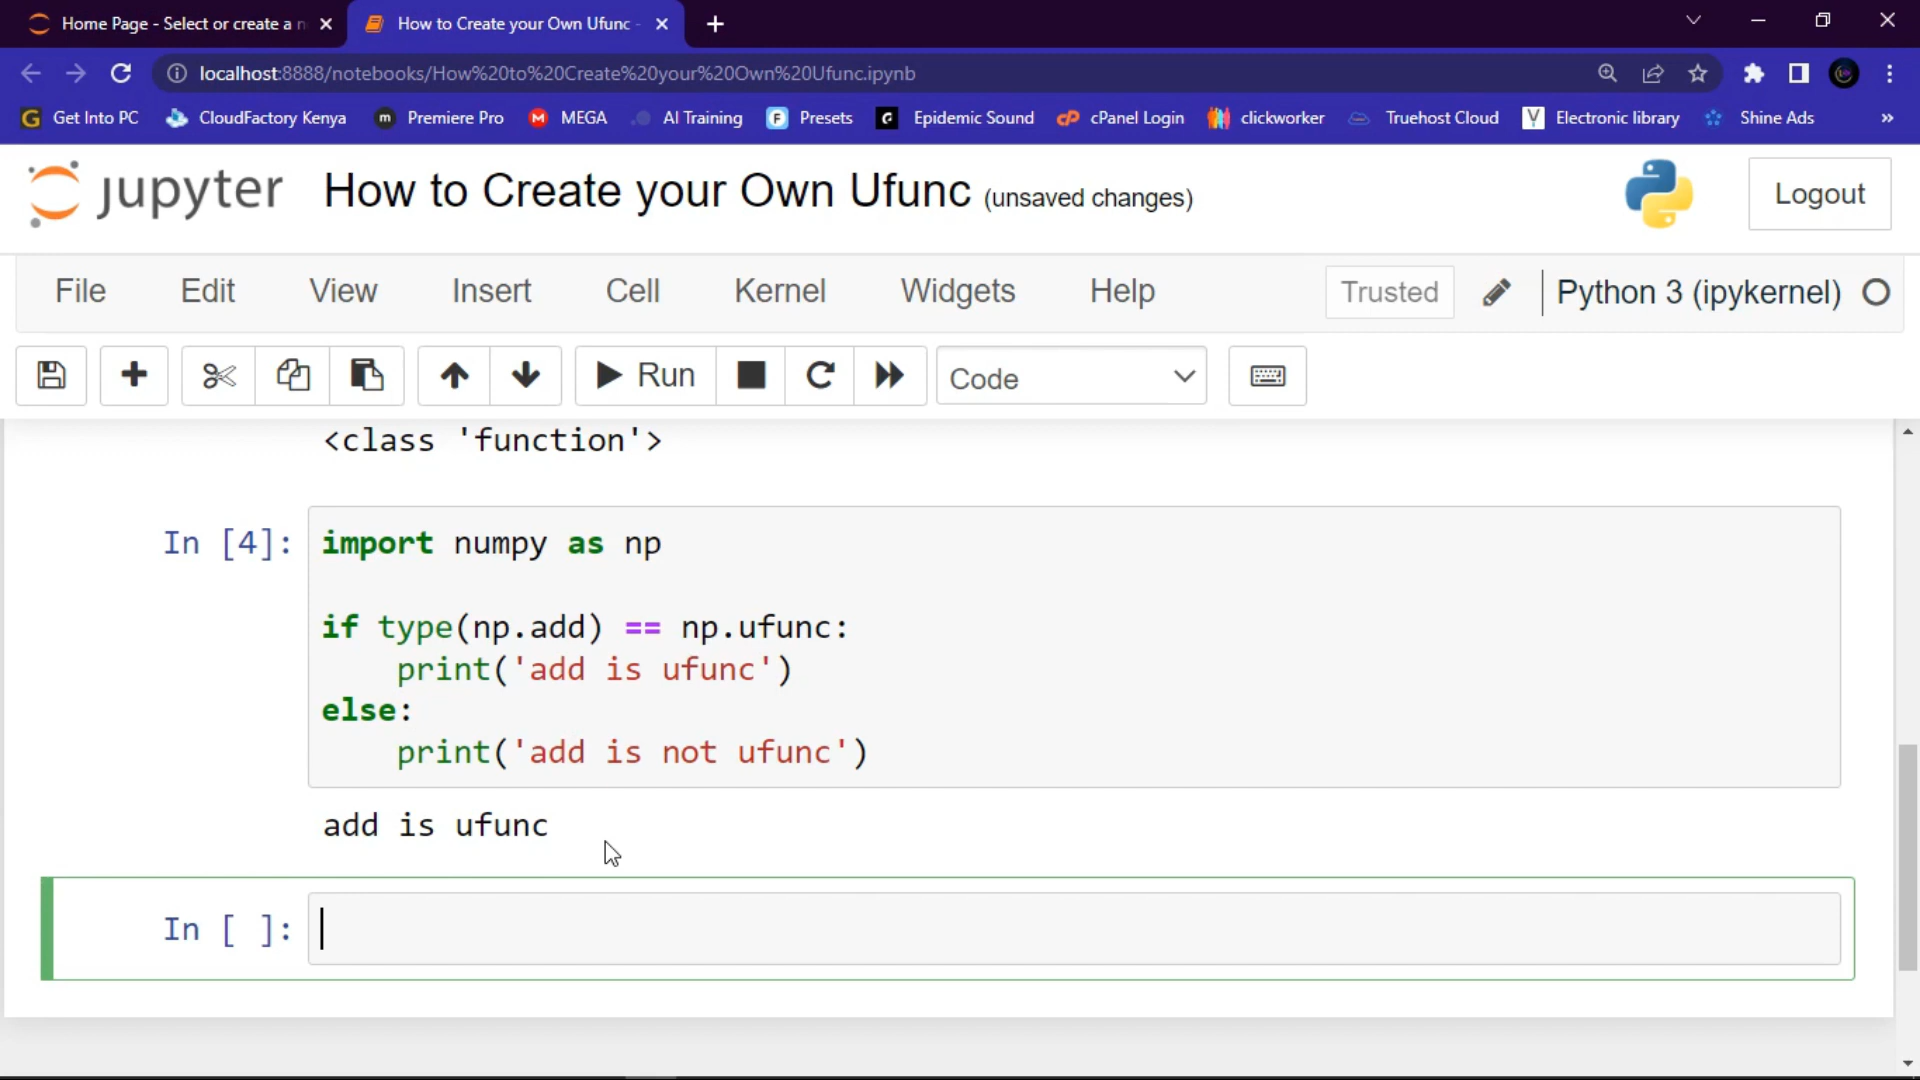 Home Page - Select or create a n
How to Create your Own Ufunc -
localhost:8888/notebooks/How%20to%20Create%20your%20Own%20Ufunc.ipynb
Get Into PC
CloudFactory Kenya
m Premiere Pro
M MEGA
AI Training
F Presets
Epidemic Sound
cP cPanel Login
clickworker
Truehost Cloud
Electronic library
Shine Ads
»
jupyter How to Create your Own Ufunc (unsaved changes)
Logout
File Edit View Insert Cell Kernel Widgets Help
Trusted
Python 3 (ipykernel)
Run
Code
<class 'function'>
In [4]:
import numpy as np
if type(np.add) == np.ufunc:
    print('add is ufunc')
else:
    print('add is not ufunc')
add is ufunc
In [ ]: